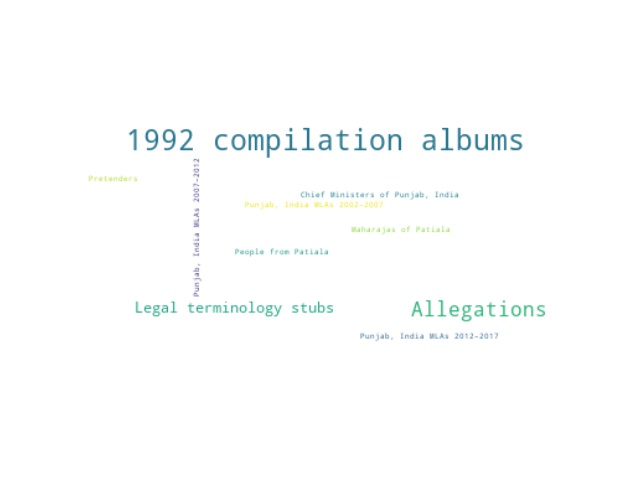 1992 compilation albums
Pretenders
Punjab, India MLAs 2007–2012
Chief Ministers of Punjab, India
Punjab, India MLAs 2002–2007
Maharajas of Patiala
People from Patiala
Legal terminology stubs
Allegations
Punjab, India MLAs 2012–2017